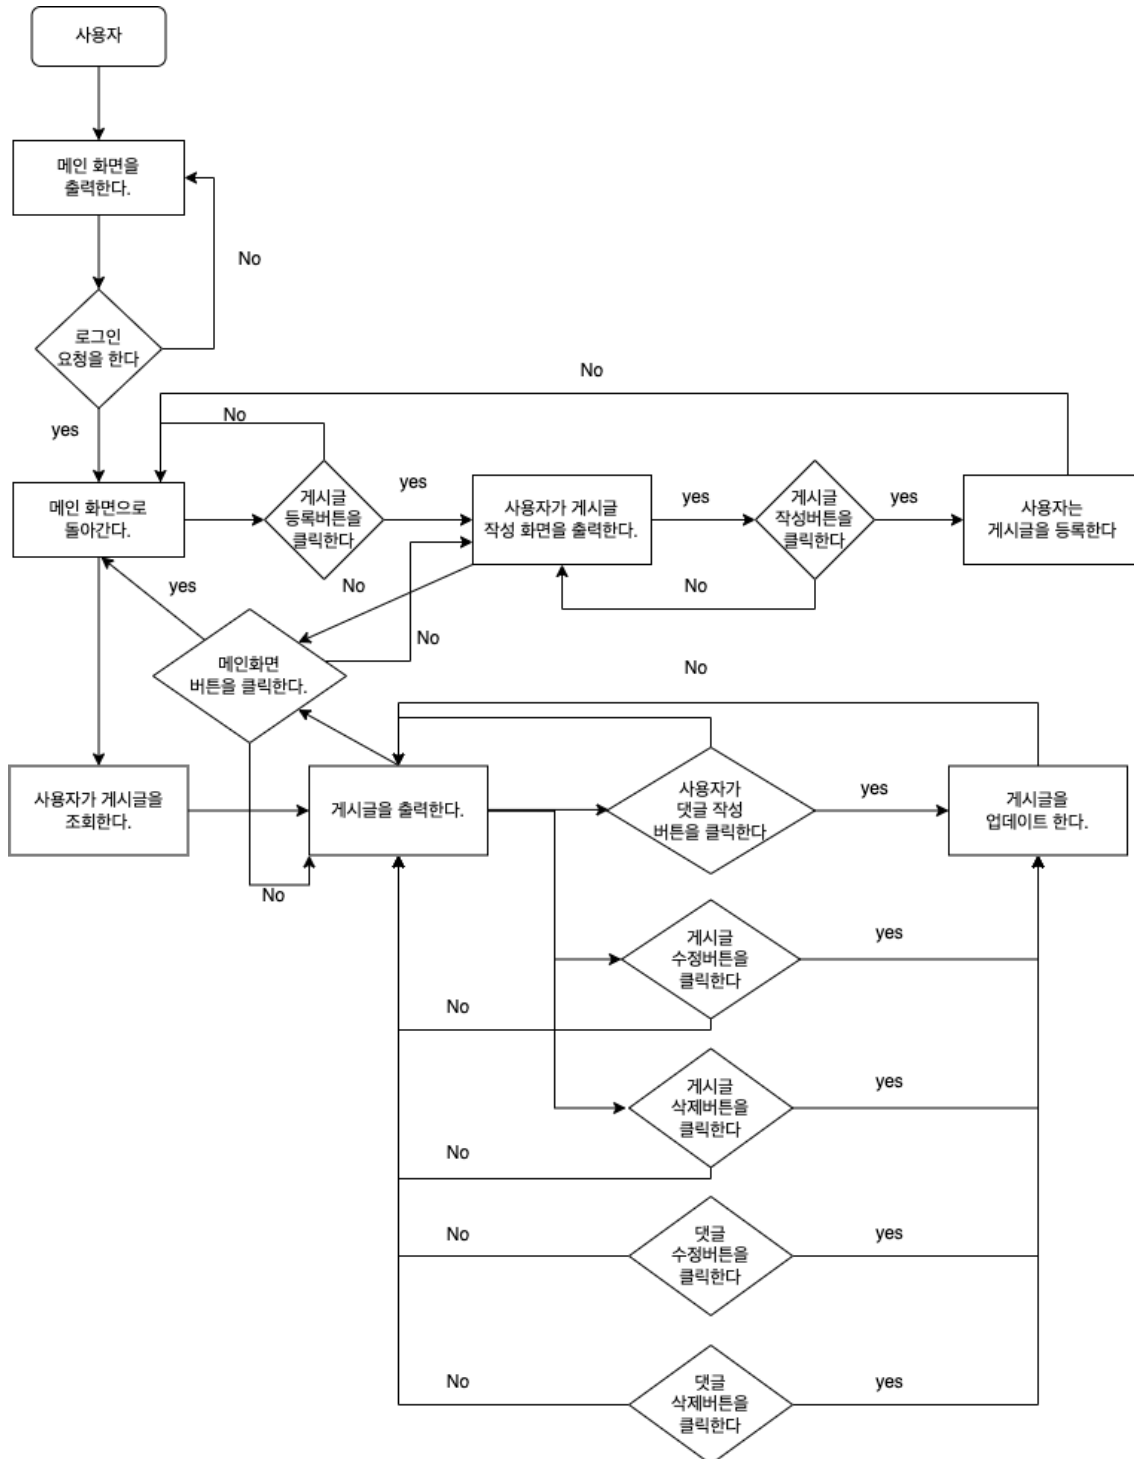 사용자
메인 화면을
출력한다.
No
로그인
요청을 한다
yes
No
No
메인 화면으로
돌아간다.
게시글
등록버튼을
클릭한다
yes
사용자가 게시글
작성 화면을 출력한다.
yes
게시글
작성버튼을
클릭한다
yes
사용자는
게시글을 등록한다
yes
No
No
No
메인화면
버튼을 클릭한다.
No
사용자가 게시글을
조회한다.
게시글을 출력한다.
사용자가
댓글 작성
버튼을 클릭한다
yes
게시글을
업데이트 한다.
No
게시글
수정버튼을
클릭한다
yes
No
게시글
삭제버튼을
클릭한다
yes
No
No
댓글
수정버튼을
클릭한다
yes
No
댓글
삭제버튼을
클릭한다
yes